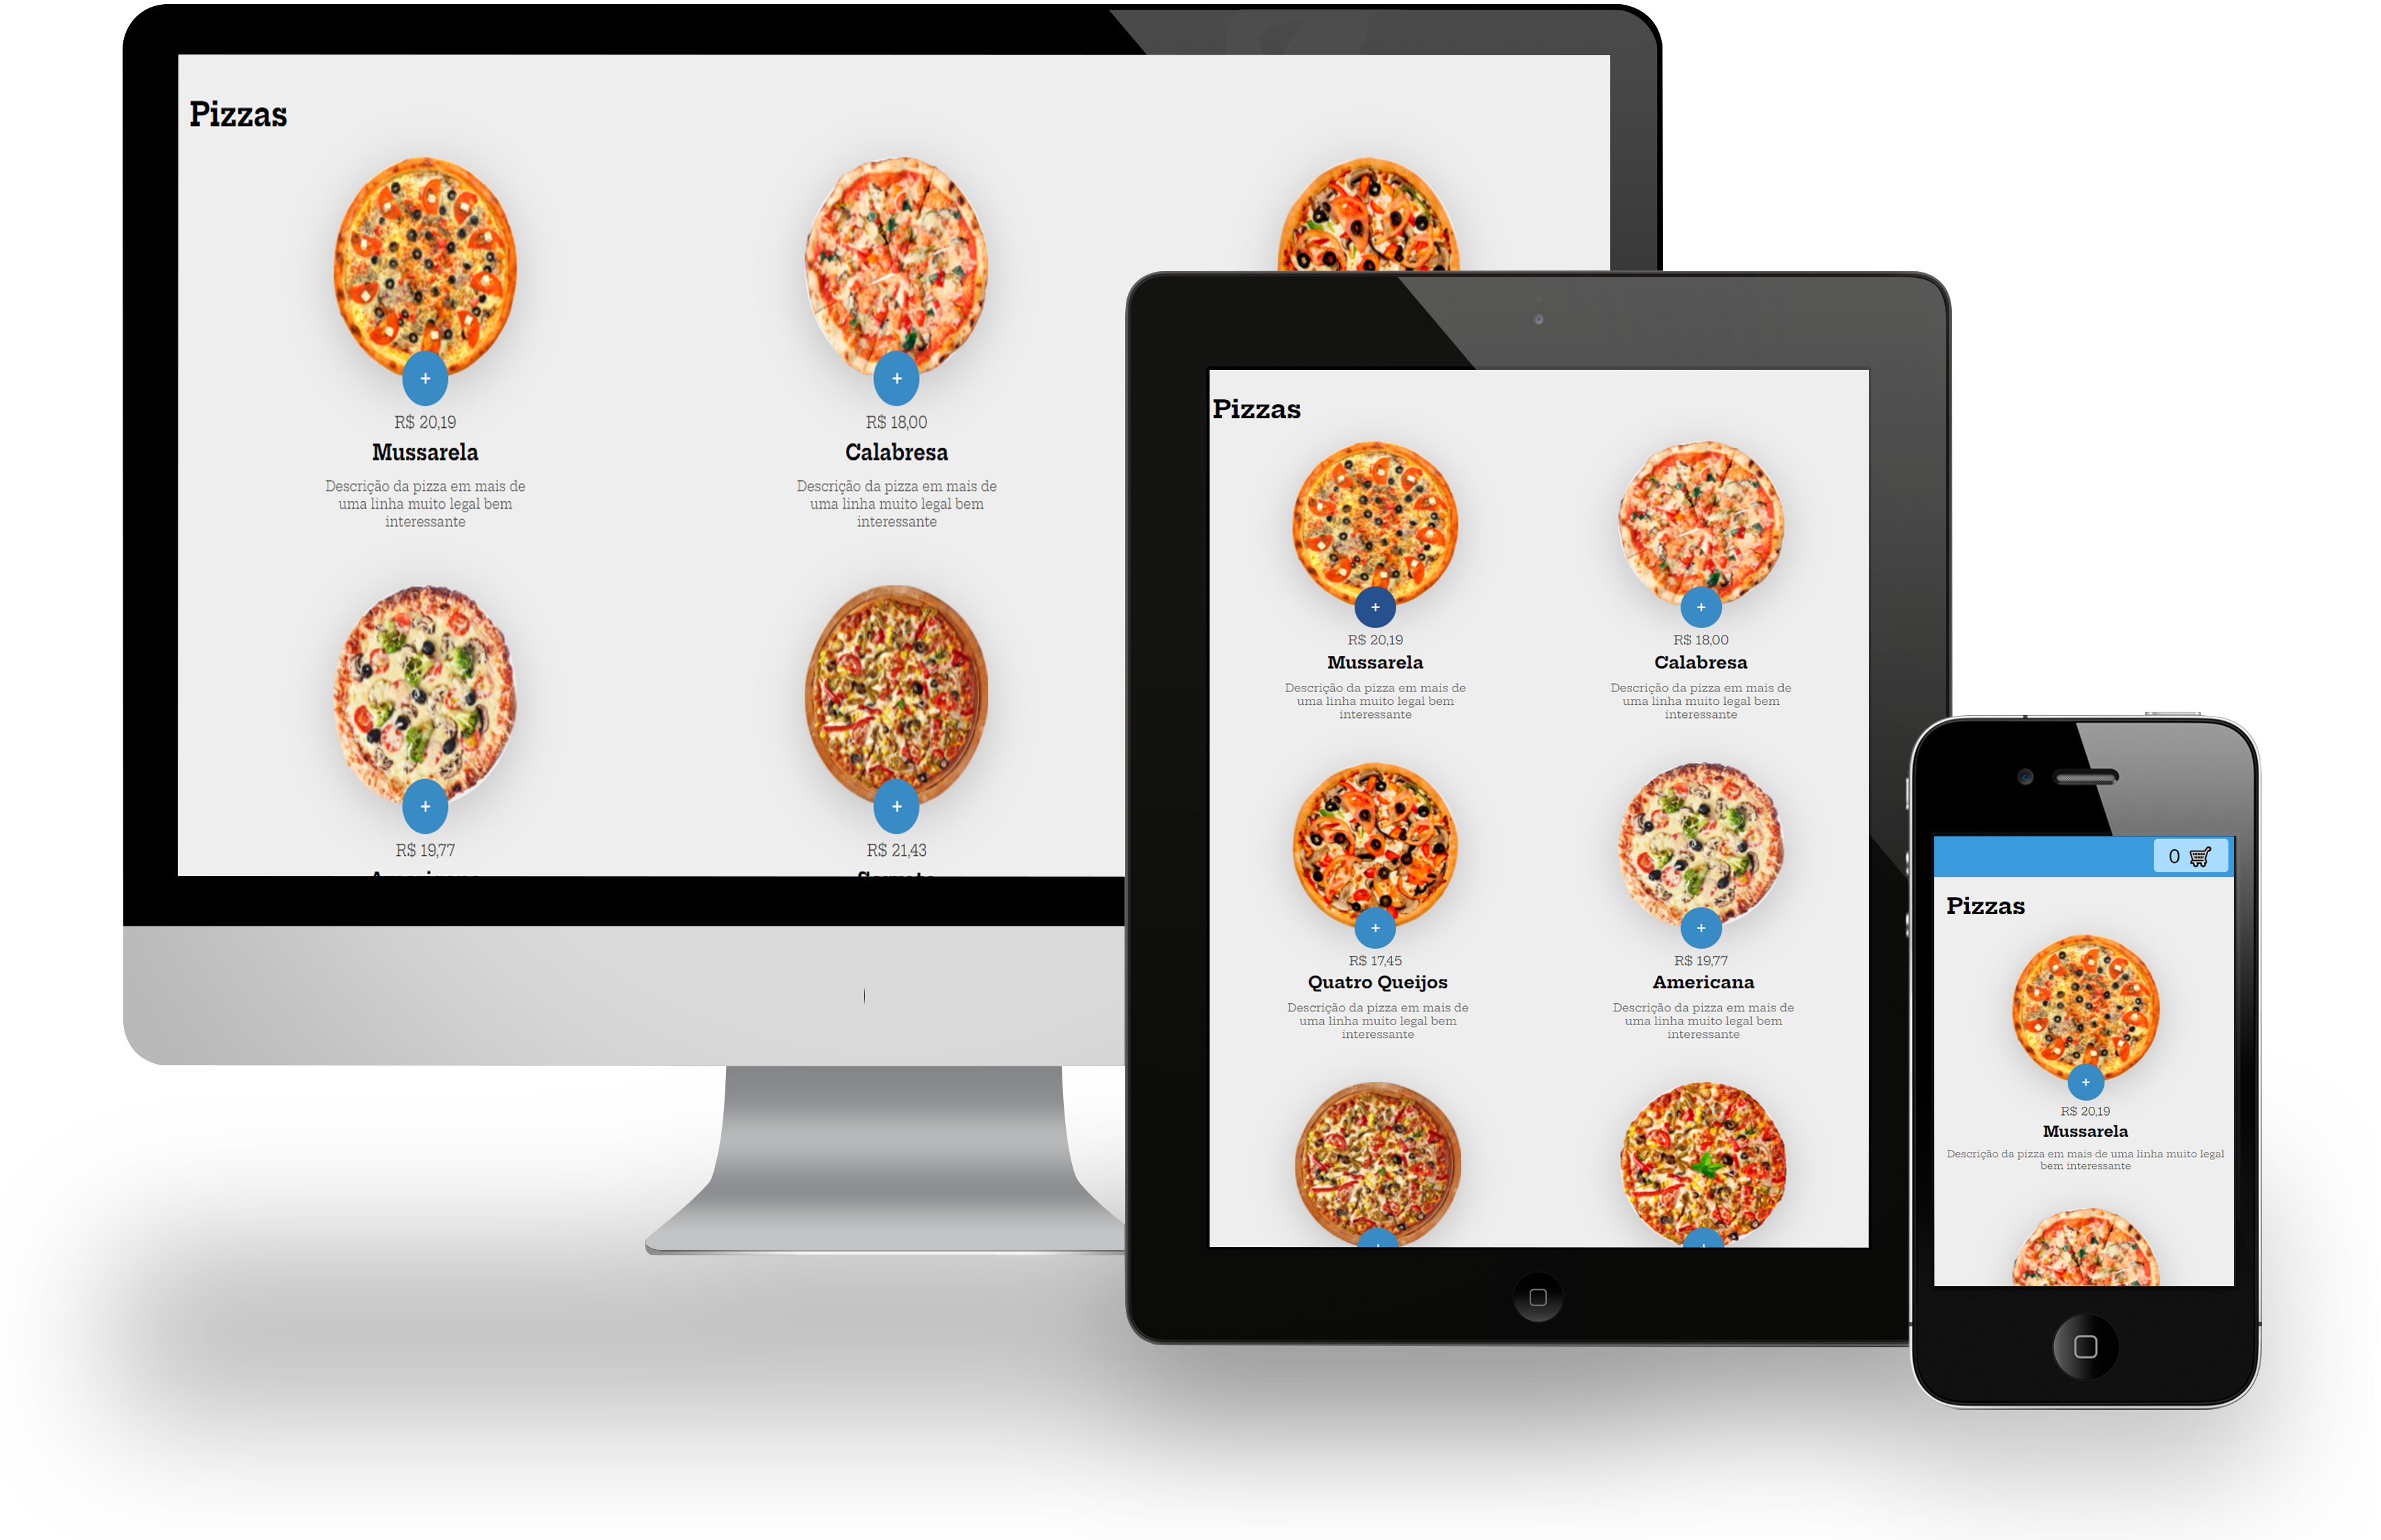 Pizzas
+
+
R$ 20,19
R$ 18,00
Mussarela
Calabresa
Descrição da pizza em mais de
uma linha muito legal bem
interessante
Descrição da pizza em mais de
uma linha muito legal bem
interessante
+
+
R$ 19,77
R$ 21,43
Pizzas
+
+
R$ 20,19
R$ 18,00
Mussarela
Calabresa
Descrição da pizza em mais de
uma linha muito legal bem
interessante
Descrição da pizza em mais de
uma linha muito legal bem
interessante
+
+
R$ 17,45
R$ 19,77
Quatro Queijos
Americana
Descrição da pizza em mais de
uma linha muito legal bem
interessante
Descrição da pizza em mais de
uma linha muito legal bem
interessante
0
Pizzas
+
R$ 20,19
Mussarela
Descrição da pizza em mais de uma linha muito legal
bem interessante